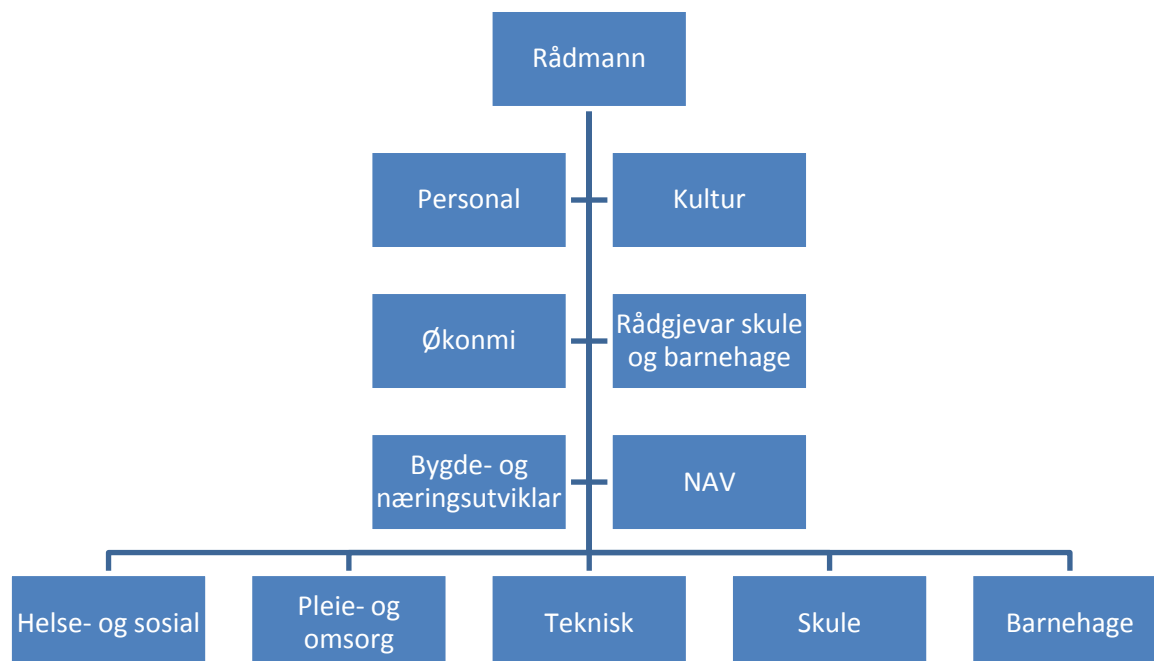 Rådmann
Personal
Kultur
Økonmi
Rådgjevar skule
og barnehage
Bygde- og
næringsutviklar
NAV
Helse- og sosial
Pleie- og
omsorg
Teknisk
Skule
Barnehage